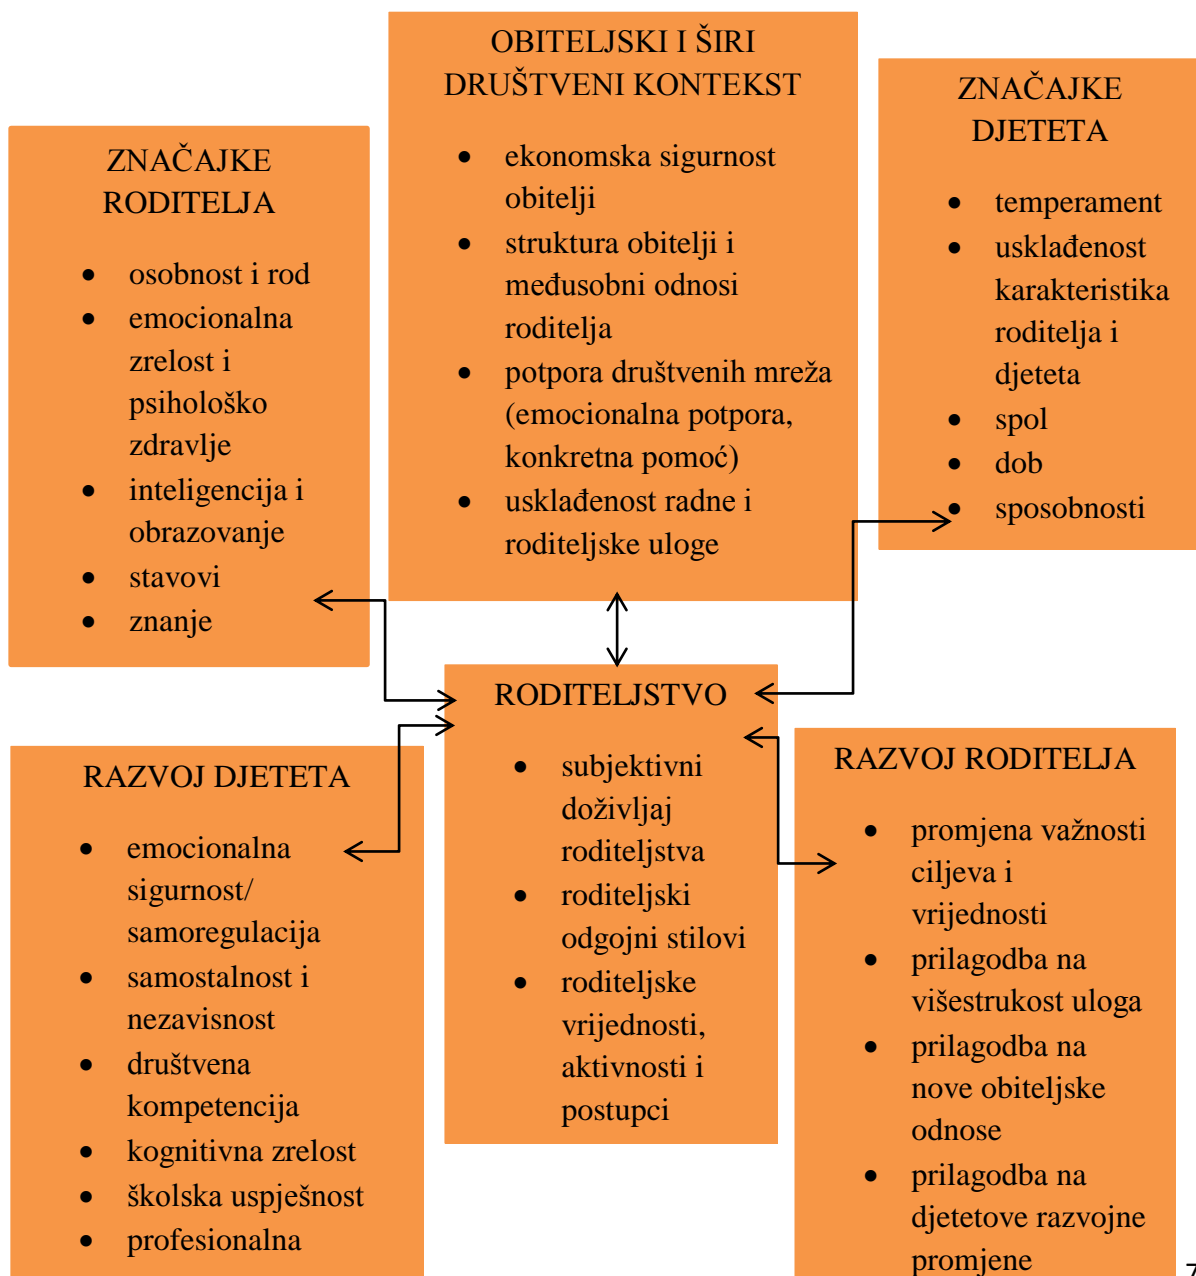 OBITELJSKI I ŠIRI
DRUŠTVENI KONTEKST
• ekonomska sigurnost
obitelji
• struktura obitelji i
međusobni odnosi
roditelja
• potpora društvenih mreža
(emocionalna potpora,
konkretna pomoć)
• usklađenost radne i
roditeljske uloge
ZNAČAJKE
DJETETA
• temperament
• usklađenost
karakteristika
roditelja i
djeteta
• spol
• dob
• sposobnosti
ZNAČAJKE
RODITELJA
• osobnost i rod
• emocionalna
zrelost i
psihološko
zdravlje
• inteligencija i
obrazovanje
• stavovi
• znanje
RODITELJSTVO
• subjektivni
doživljaj
roditeljstva
• roditeljski
odgojni stilovi
• roditeljske
vrijednosti,
aktivnosti i
postupci
RAZVOJ DJETETA
• emocionalna
sigurnost/
samoregulacija
• samostalnost i
nezavisnost
• društvena
kompetencija
• kognitivna zrelost
• školska uspješnost
• profesionalna
RAZVOJ RODITELJA
• promjena važnosti
ciljeva i
vrijednosti
• prilagodba na
višestrukost uloga
• prilagodba na
nove obiteljske
odnose
• prilagodba na
djetetove razvojne
promjene
7